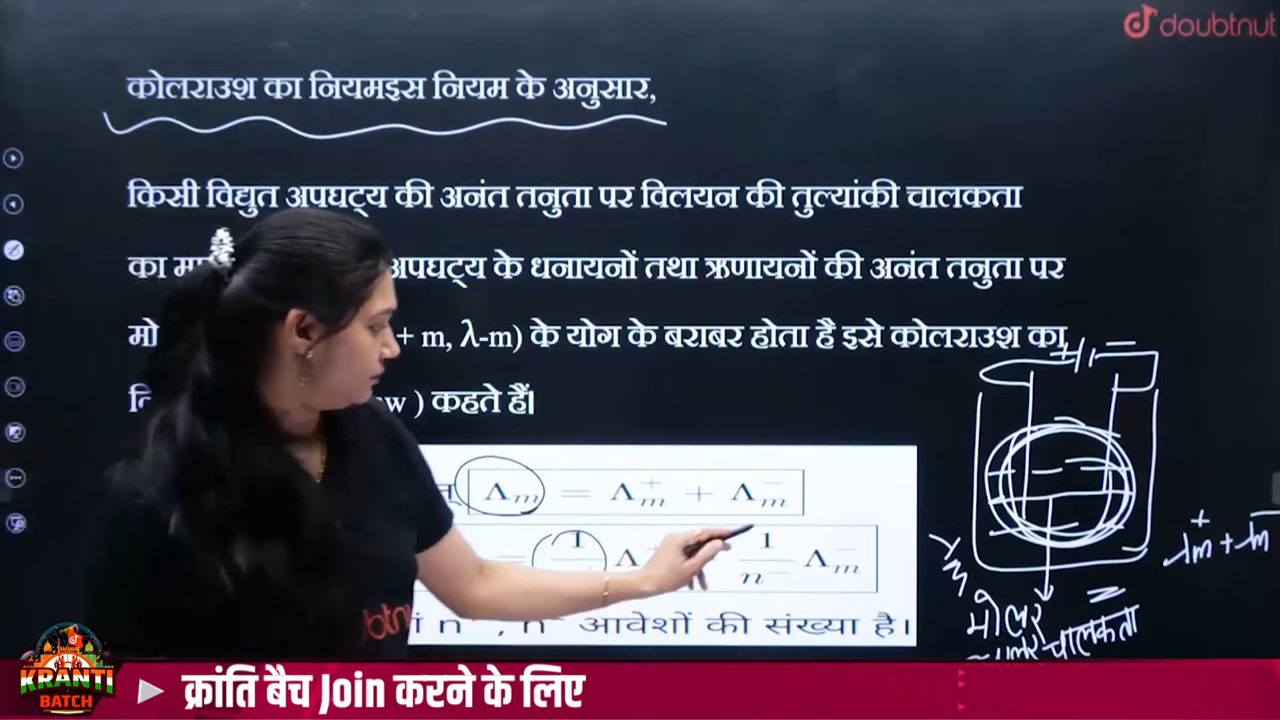 doubtnut
कोलराउश का नियमइस नियम के अनुसार,
किसी विद्युत अपघट्य की अनंत तनुता पर विलयन की तुल्यांकी चालकता
का अपघट्य के धनायनों तथा ऋणायनों की अनंत तनुता पर
मो + m, λ-m) के योग के बराबर होता है इसे कोलराउश का
w ) कहते हैं।
Λm = Λm+ + Λm-
= 1 Λ 1/n- Λm-
n , n आवेशों की संख्या है।
+ -
λm+ + λm-
λm
=
मोलर
चालकता
KRANTI
BATCH
क्रांति बैच Join करने के लिए